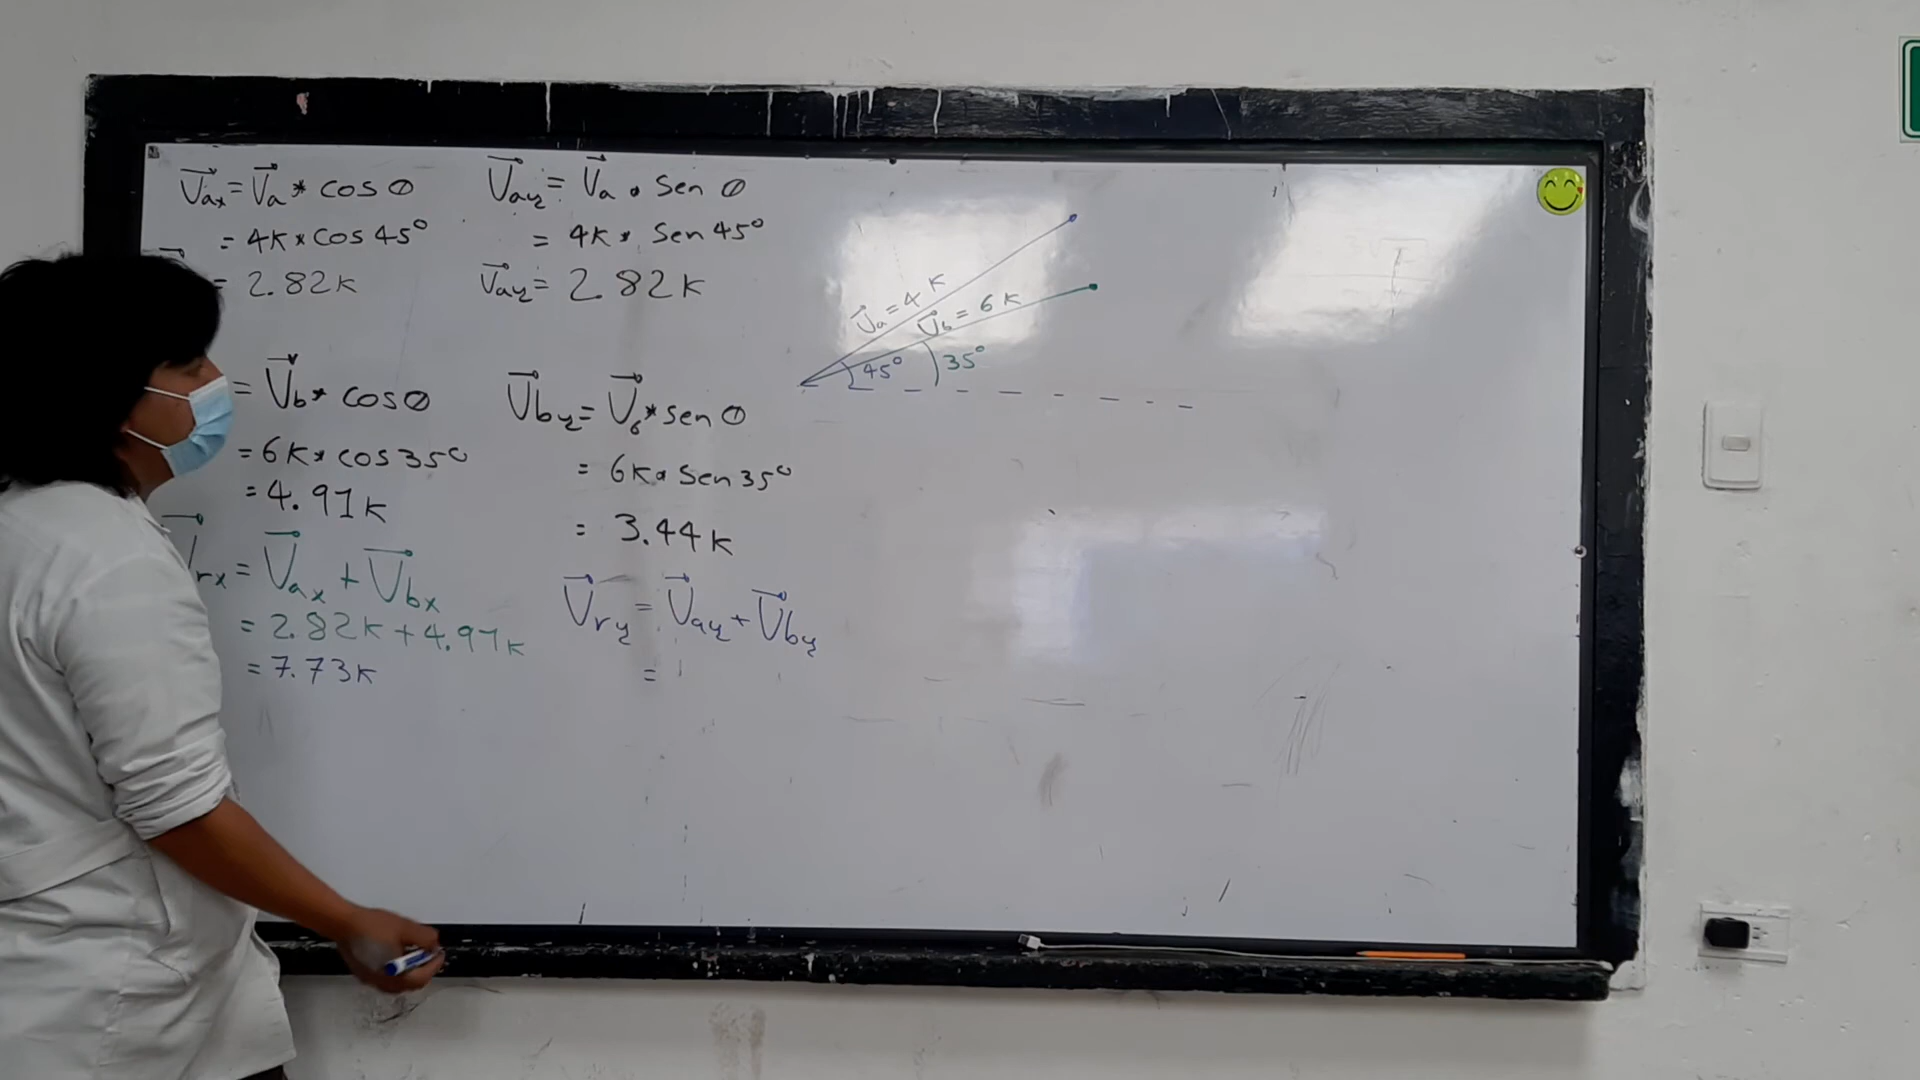 Vax = Va * cos θ
= 4K * cos 45°
= 2.82K
Vay = Va • Sen θ
= 4K * Sen 45°
Vay = 2.82K
= Vb * cos θ
= 6K * cos 35°
= 4.91K
Vby = Vb * sen θ
= 6K • Sen 35°
= 3.44K
rx = Vax + Vbx
= 2.82K + 4.91K
= 7.73K
Vry = Vay + Vby
=
Va = 4 K
Vb = 6 K
45°
35°